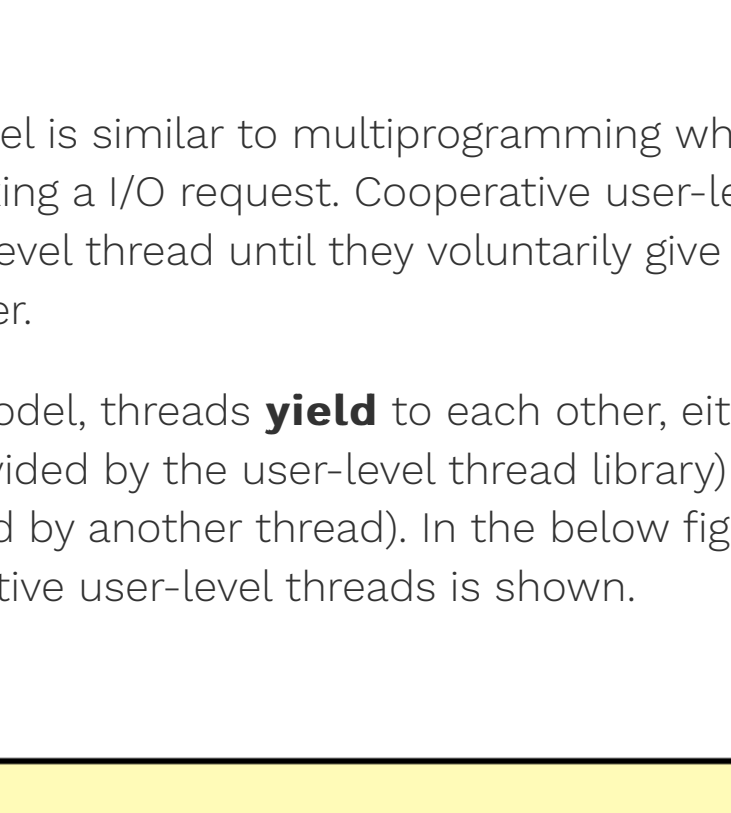 el is similar to multiprogramming wh
ing a I/O request. Cooperative user-le
evel thread until they voluntarily give
er.
odel, threads yield to each other, eit
vided by the user-level thread library)
d by another thread). In the below fig
tive user-level threads is shown.